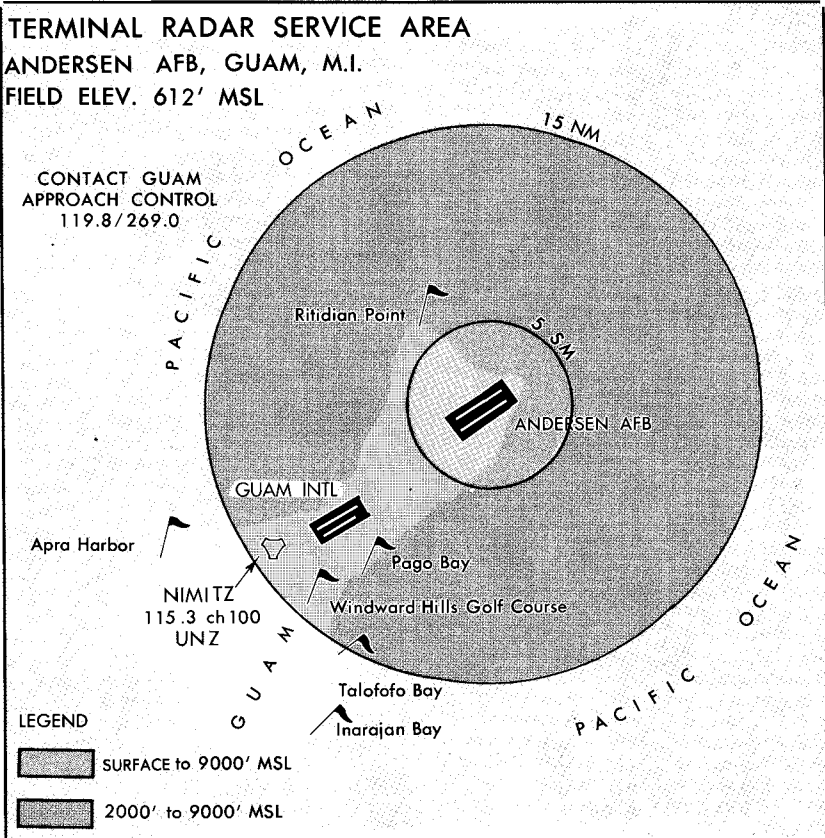 TERMINAL RADAR SERVICE AREA
ANDERSEN AFB, GUAM, M.I.
FIELD ELEV. 612' MSL
PACIFIC OCEAN
15 NM
CONTACT GUAM
APPROACH CONTROL
119.8/269.0
Ritidian Point
5 SM
ANDERSEN AFB
GUAM INTL
Apra Harbor
Pago Bay
NIMITZ
115.3 ch100
UNZ
Windward Hills Golf Course
GUAM
Talofofo Bay
Inarajan Bay
PACIFIC OCEAN
LEGEND
SURFACE to 9000' MSL
2000' to 9000' MSL